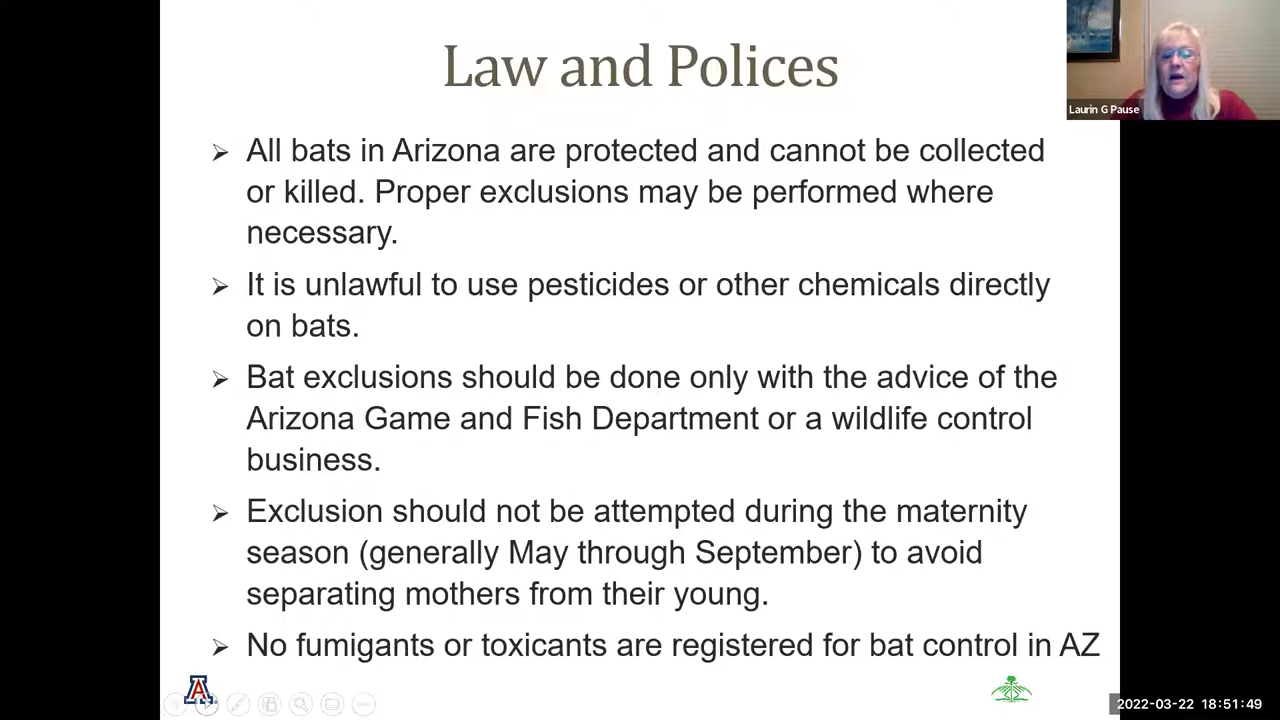 Law and Polices
Laurin G Pause
➢ All bats in Arizona are protected and cannot be collected
or killed. Proper exclusions may be performed where
necessary.
➢ It is unlawful to use pesticides or other chemicals directly
on bats.
➢ Bat exclusions should be done only with the advice of the
Arizona Game and Fish Department or a wildlife control
business.
➢ Exclusion should not be attempted during the maternity
season (generally May through September) to avoid
separating mothers from their young.
➢ No fumigants or toxicants are registered for bat control in AZ
A
2022-03-22 18:51:49